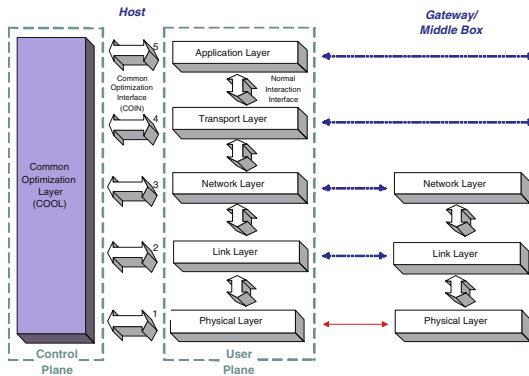 Host
Gateway/
Middle Box
5
Application Layer
Common
Optimization
Interface
(COIN)
Normal
Interaction
Interface
4
Transport Layer
Common
Optimization
Layer
(COOL)
3
Network Layer
Network Layer
2
Link Layer
Link Layer
1
Physical Layer
Physical Layer
Control
Plane
User
Plane